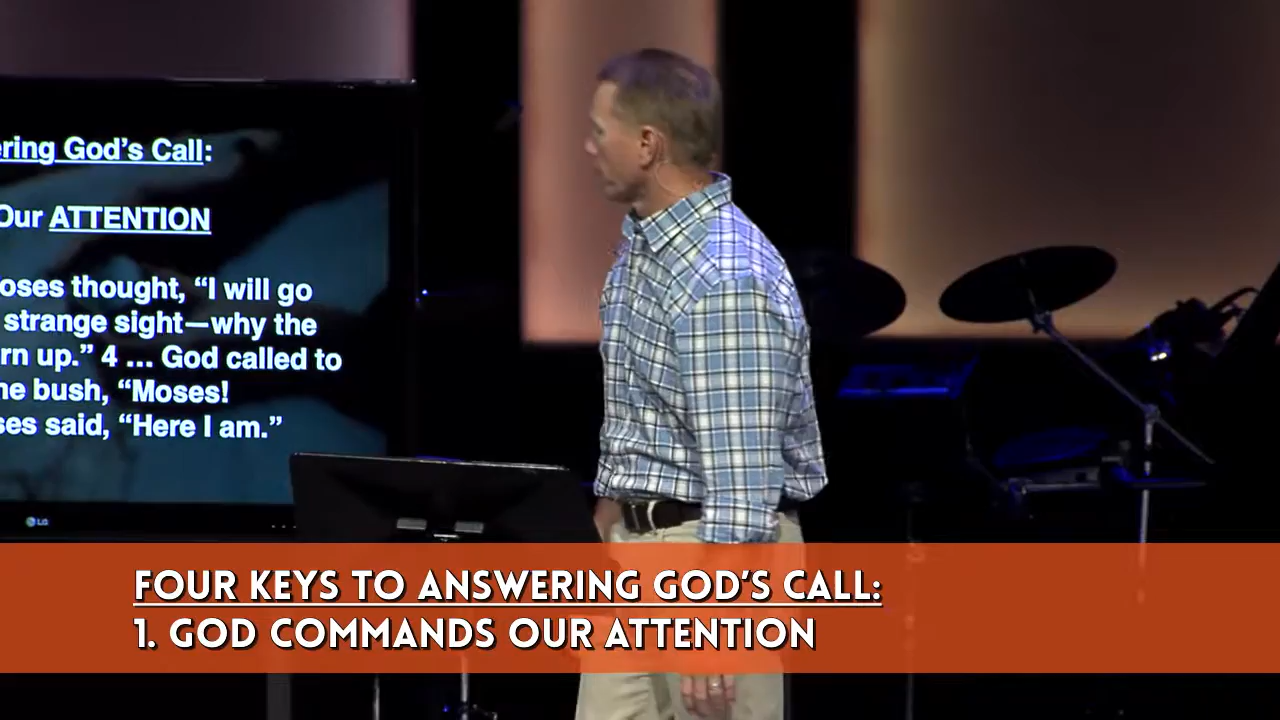 ering God's Call:
Our ATTENTION
oses thought, “I will go
strange sight—why the
rn up.” 4 ... God called to
he bush, “Moses!
ses said, “Here I am.”
LG
FOUR KEYS TO ANSWERING GOD'S CALL:
1. GOD COMMANDS OUR ATTENTION